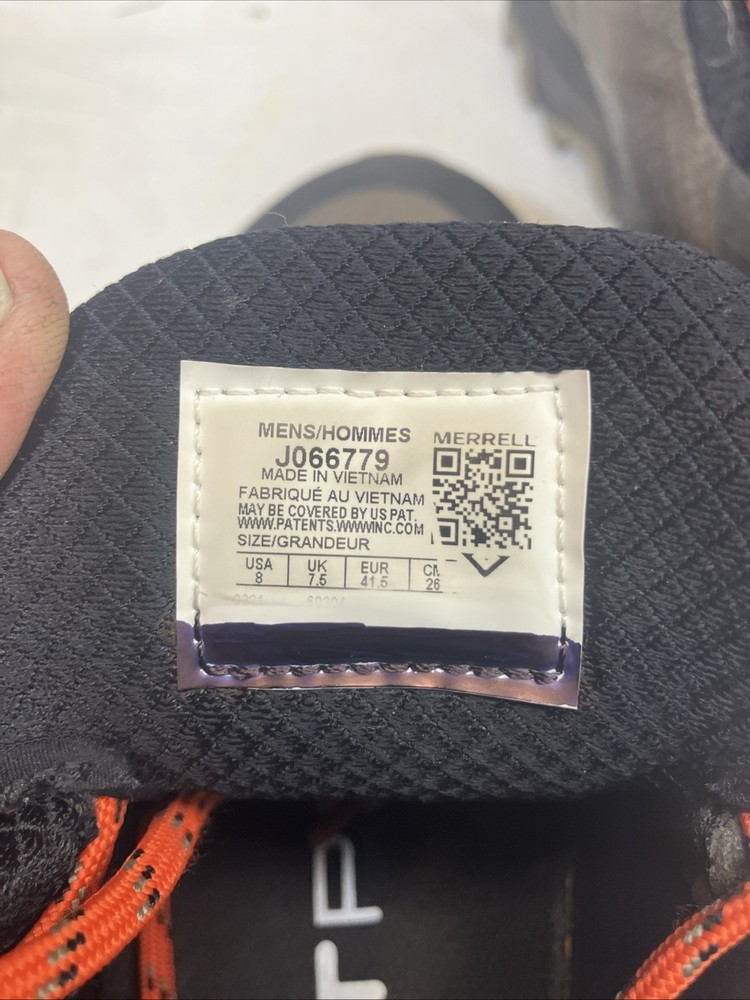 MENS/HOMMES
MERRELL
J066779
MADE IN VIETNAM
FABRIQUÉ AU VIETNAM
MAY BE COVERED BY US PAT.
WWW.PATENTS.WWWINC.COM
SIZE/GRANDEUR
USA UK EUR CM
8 7.5 41.5 26
TP